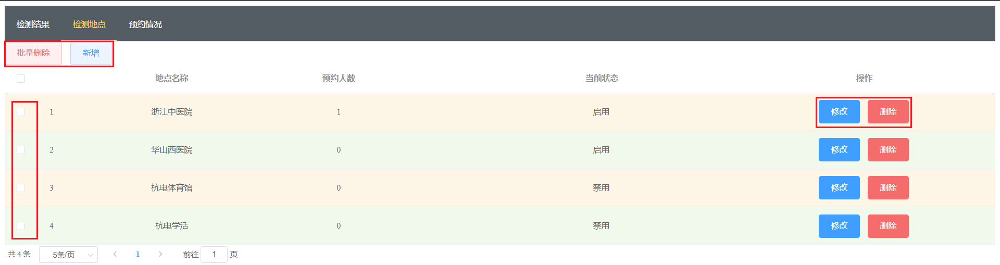 检测结果 检测地点 预约情况
批量删除 新增
地点名称 预约人数 当前状态 操作
1 浙江中医院 1 启用 修改 删除
2 华山西医院 0 启用 修改 删除
3 杭电体育馆 0 禁用 修改 删除
4 杭电学活 0 禁用 修改 删除
共 4 条 5条/页 1 前往 1 页